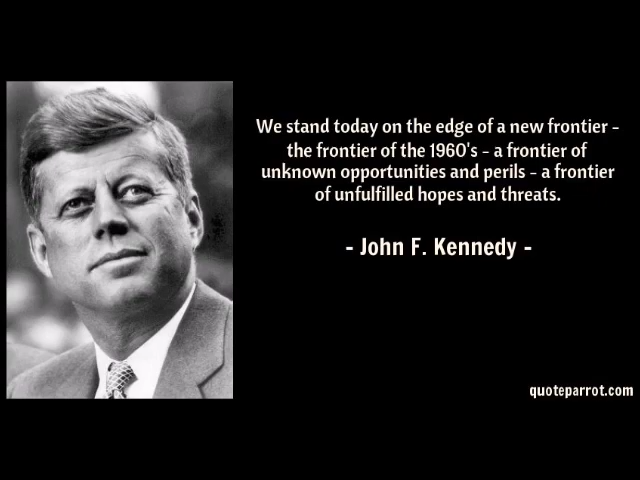 We stand today on the edge of a new frontier -
the frontier of the 1960's - a frontier of
unknown opportunities and perils - a frontier
of unfulfilled hopes and threats.
- John F. Kennedy -
quoteparrot.com